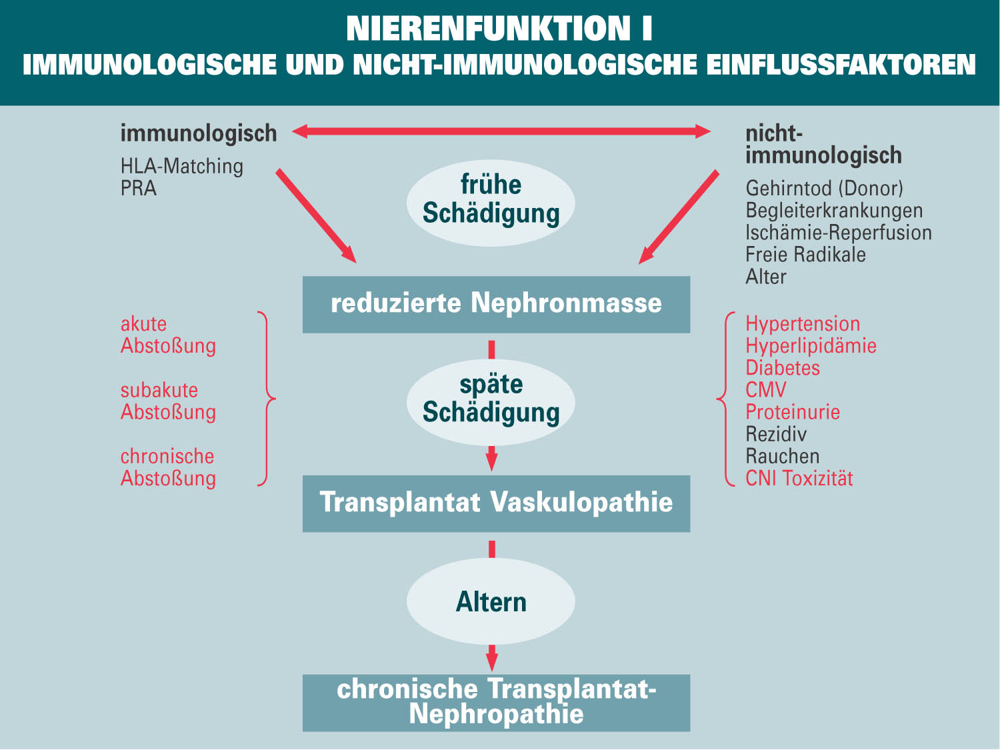 NIERENFUNKTION I
IMMUNOLOGISCHE UND NICHT-IMMUNOLOGISCHE EINFLUSSFAKTOREN
immunologisch
HLA-Matching
PRA
nicht-
immunologisch
Gehirntod (Donor)
Begleiterkrankungen
Ischämie-Reperfusion
Freie Radikale
Alter
frühe
Schädigung
reduzierte Nephronmasse
akute
Abstoßung
subakute
Abstoßung
chronische
Abstoßung
späte
Schädigung
Hypertension
Hyperlipidämie
Diabetes
CMV
Proteinurie
Rezidiv
Rauchen
CNI Toxizität
Transplantat Vaskulopathie
Altern
chronische Transplantat-
Nephropathie